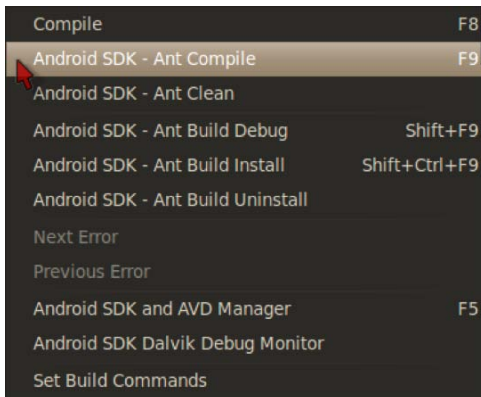 Compile F8
Android SDK - Ant Compile F9
Android SDK - Ant Clean
Android SDK - Ant Build Debug Shift+F9
Android SDK - Ant Build Install Shift+Ctrl+F9
Android SDK - Ant Build Uninstall
Next Error
Previous Error
Android SDK and AVD Manager F5
Android SDK Dalvik Debug Monitor
Set Build Commands